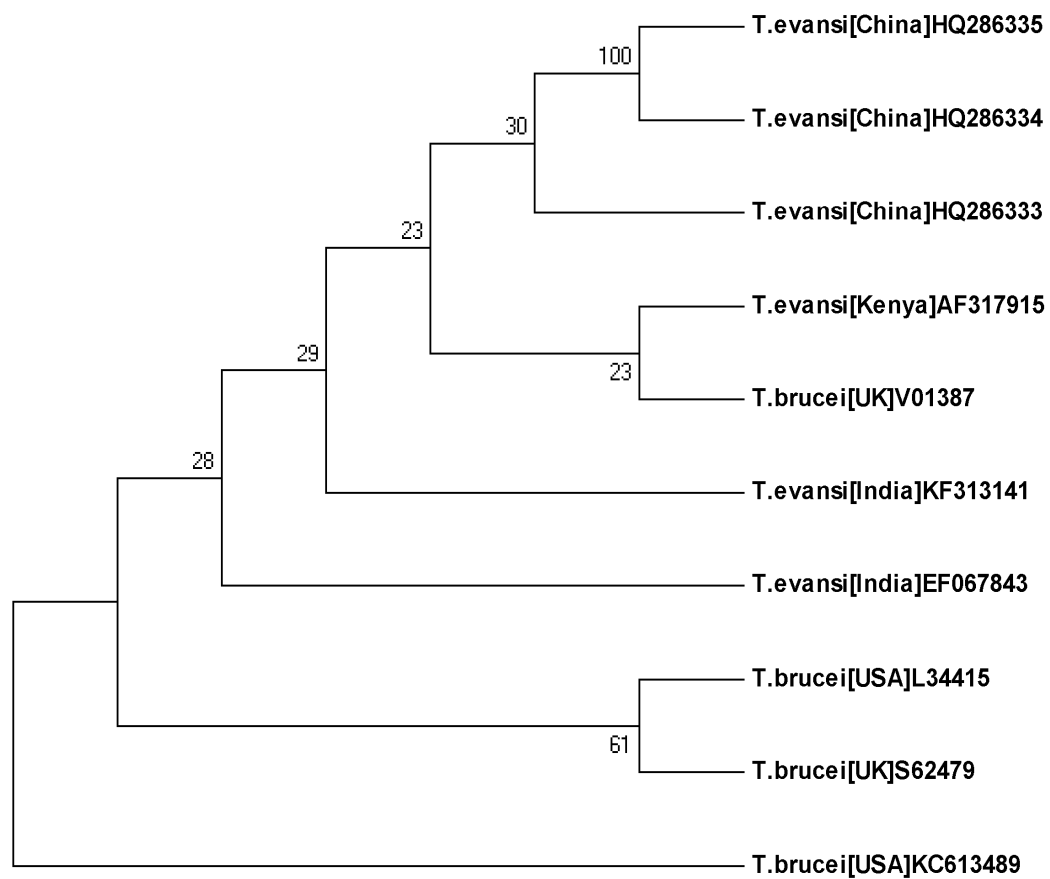 T.evansi[China]HQ286335
100
T.evansi[China]HQ286334
30
T.evansi[China]HQ286333
23
T.evansi[Kenya]AF317915
29
23
T.brucei[UK]V01387
28
T.evansi[India]KF313141
T.evansi[India]EF067843
T.brucei[USA]L34415
61
T.brucei[UK]S62479
T.brucei[USA]KC613489